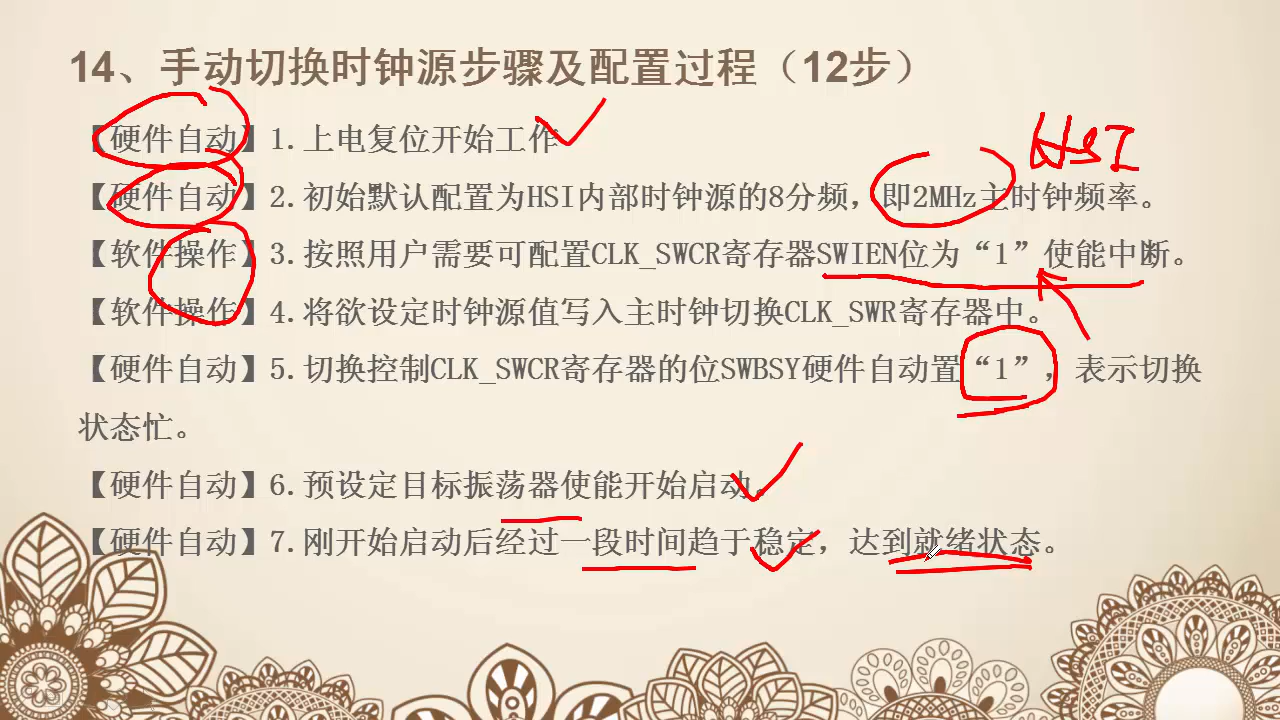 14、手动切换时钟源步骤及配置过程（12步）
【硬件自动】1.上电复位开始工作
HSI
【硬件自动】2.初始默认配置为HSI内部时钟源的8分频，即2MHz主时钟频率。
【软件操作】3.按照用户需要可配置CLK_SWCR寄存器SWIEN位为“1”使能中断。
【软件操作】4.将欲设定时钟源值写入主时钟切换CLK_SWR寄存器中。
【硬件自动】5.切换控制CLK_SWCR寄存器的位SWBSY硬件自动置“1”，表示切换
状态忙。
【硬件自动】6.预设定目标振荡器使能开始启动。
【硬件自动】7.刚开始启动后经过一段时间趋于稳定，达到就绪状态。